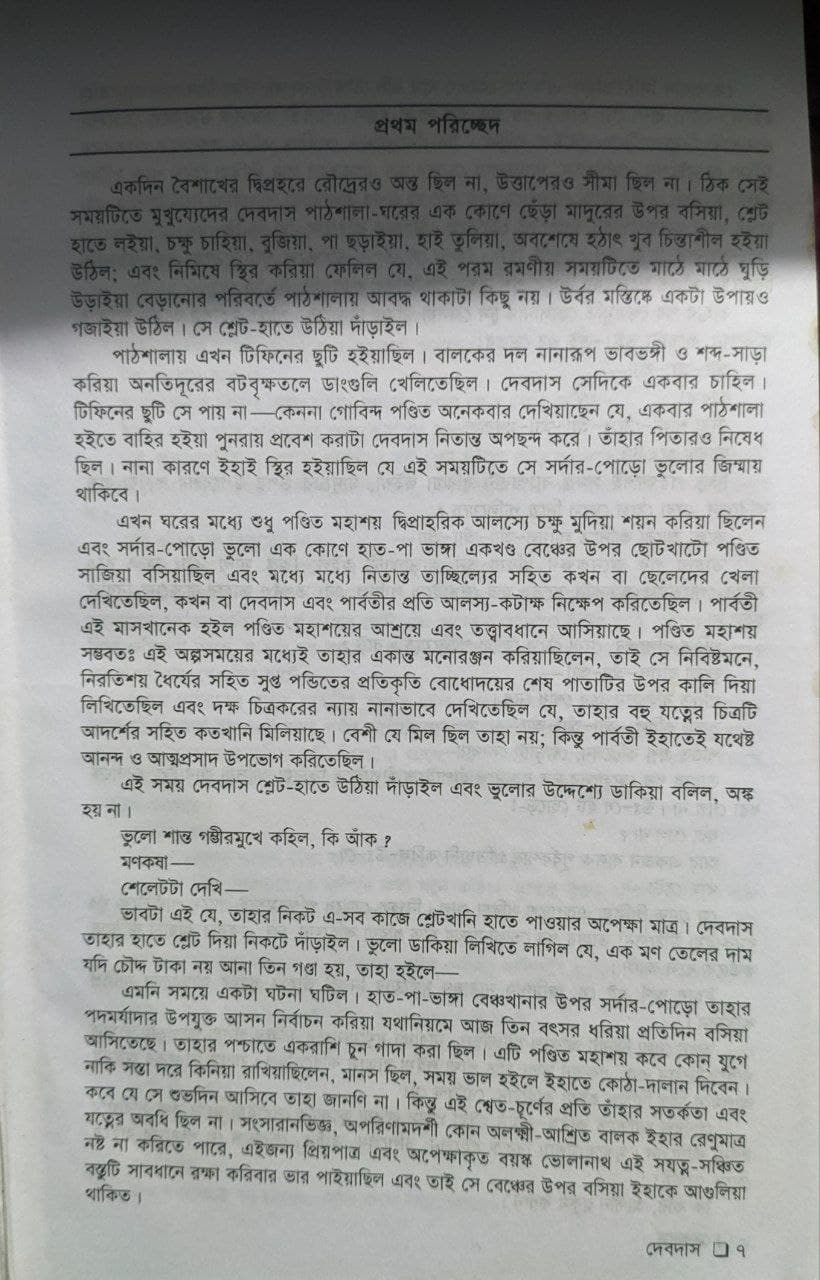 প্রথম পরিচ্ছেদ
একদিন বৈশাখের দ্বিপ্রহরে রৌদ্রেরও অন্ত ছিল না, উত্তাপেরও সীমা ছিল না। ঠিক সেই
সময়টিতে মুখুয্যেদের দেবদাস পাঠশালা-ঘরের এক কোণে ছেঁড়া মাদুরের উপর বসিয়া, শ্লেট
হাতে লইয়া, চক্ষু চাহিয়া, বুজিয়া, পা ছড়াইয়া, হাই তুলিয়া, অবশেষে হঠাৎ খুব চিন্তাশীল হইয়া
উঠিল; এবং নিমিষে স্থির করিয়া ফেলিল যে, এই পরম রমণীয় সময়টিতে মাঠে মাঠে ঘুড়ি
উড়াইয়া বেড়ানোর পরিবর্তে পাঠশালায় আবদ্ধ থাকাটা কিছু নয়। উর্বর মস্তিষ্কে একটা উপায়ও
গজাইয়া উঠিল। সে শ্লেট-হাতে উঠিয়া দাঁড়াইল।
পাঠশালায় এখন টিফিনের ছুটি হইয়াছিল। বালকের দল নানারূপ ভাবভঙ্গী ও শব্দ-সাড়া
করিয়া অনতিদূরের বটবৃক্ষতলে ডাংগুলি খেলিতেছিল। দেবদাস সেদিকে একবার চাহিল।
টিফিনের ছুটি সে পায় না—কেননা গোবিন্দ পণ্ডিত অনেকবার দেখিয়াছেন যে, একবার পাঠশালা
হইতে বাহির হইয়া পুনরায় প্রবেশ করাটা দেবদাস নিতান্ত অপছন্দ করে। তাঁহার পিতারও নিষেধ
ছিল। নানা কারণে ইহাই স্থির হইয়াছিল যে এই সময়টিতে সে সর্দার-পোড়ো ভুলোর জিম্মায়
থাকিবে।
এখন ঘরের মধ্যে শুধু পণ্ডিত মহাশয় দ্বিপ্রাহরিক আলস্যে চক্ষু মুদিয়া শয়ন করিয়া ছিলেন
এবং সর্দার-পোড়ো ভুলো এক কোণে হাত-পা ভাঙ্গা একখণ্ড বেঞ্চের উপর ছোটখাটো পণ্ডিত
সাজিয়া বসিয়াছিল এবং মধ্যে মধ্যে নিতান্ত তাচ্ছিল্যের সহিত কখন বা ছেলেদের খেলা
দেখিতেছিল, কখন বা দেবদাস এবং পার্বতীর প্রতি আলস্য-কটাক্ষ নিক্ষেপ করিতেছিল। পার্বতী
এই মাসখানেক হইল পণ্ডিত মহাশয়ের আশ্রয়ে এবং তত্ত্বাবধানে আসিয়াছে। পণ্ডিত মহাশয়
সম্ভবতঃ এই অল্পসময়ের মধ্যেই তাহার একান্ত মনোরঞ্জন করিয়াছিলেন, তাই সে নিবিষ্টমনে,
নিরতিশয় ধৈর্যের সহিত সুপ্ত পন্ডিতের প্রতিকৃতি বোধোদয়ের শেষ পাতাটির উপর কালি দিয়া
লিখিতেছিল এবং দক্ষ চিত্রকরের ন্যায় নানাভাবে দেখিতেছিল যে, তাহার বহু যত্নের চিত্রটি
আদর্শের সহিত কতখানি মিলিয়াছে। বেশী যে মিল ছিল তাহা নয়; কিন্তু পার্বতী ইহাতেই যথেষ্ট
আনন্দ ও আত্মপ্রসাদ উপভোগ করিতেছিল।
এই সময় দেবদাস শ্লেট-হাতে উঠিয়া দাঁড়াইল এবং ভুলোর উদ্দেশ্যে ডাকিয়া বলিল, অঙ্ক
হয় না।
ভুলো শান্ত গম্ভীরমুখে কহিল, কি আঁক ?
মণকষা—
শেলেটটা দেখি—
ভাবটা এই যে, তাহার নিকট এ-সব কাজে শ্লেটখানি হাতে পাওয়ার অপেক্ষা মাত্র। দেবদাস
তাহার হাতে শ্লেট দিয়া নিকটে দাঁড়াইল। ভুলো ডাকিয়া লিখিতে লাগিল যে, এক মণ তেলের দাম
যদি চৌদ্দ টাকা নয় আনা তিন গণ্ডা হয়, তাহা হইলে—
এমনি সময়ে একটা ঘটনা ঘটিল। হাত-পা-ভাঙ্গা বেঞ্চখানার উপর সর্দার-পোড়ো তাহার
পদমর্যাদার উপযুক্ত আসন নির্বাচন করিয়া যথানিয়মে আজ তিন বৎসর ধরিয়া প্রতিদিন বসিয়া
আসিতেছে। তাহার পশ্চাতে একরাশি চুন গাদা করা ছিল। এটি পণ্ডিত মহাশয় কবে কোন্ যুগে
নাকি সস্তা দরে কিনিয়া রাখিয়াছিলেন, মানস ছিল, সময় ভাল হইলে ইহাতে কোঠা-দালান দিবেন।
কবে যে সে শুভদিন আসিবে তাহা জানণি না। কিন্তু এই শ্বেত-চূর্ণের প্রতি তাঁহার সতর্কতা এবং
যত্নের অবধি ছিল না। সংসারানভিজ্ঞ, অপরিণামদর্শী কোন অলক্ষ্মী-আশ্রিত বালক ইহার রেণুমাত্র
নষ্ট না করিতে পারে, এইজন্য প্রিয়পাত্র এবং অপেক্ষাকৃত বয়স্ক ভোলানাথ এই সযত্ন-সঞ্চিত
বস্তুটি সাবধানে রক্ষা করিবার ভার পাইয়াছিল এবং তাই সে বেঞ্চের উপর বসিয়া ইহাকে আগুলিয়া
থাকিত।
দেবদাস ❑ ৭